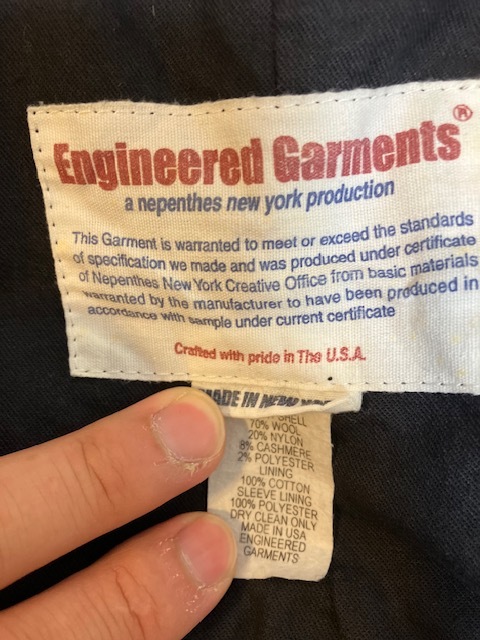 Engineered Garments®
a nepenthes new york production
This Garment is warranted to meet or exceed the standards
of specification we made and was produced under certificate
of Nepenthes New York Creative Office from basic materials
warranted by the manufacturer to have been produced in
accordance with sample under current certificate
Crafted with pride in The U.S.A.
MADE IN NEW
SHELL
70% WOOL
20% NYLON
8% CASHMERE
2% POLYESTER
LINING
100% COTTON
SLEEVE LINING
100% POLYESTER
DRY CLEAN ONLY
MADE IN USA
ENGINEERED
GARMENTS